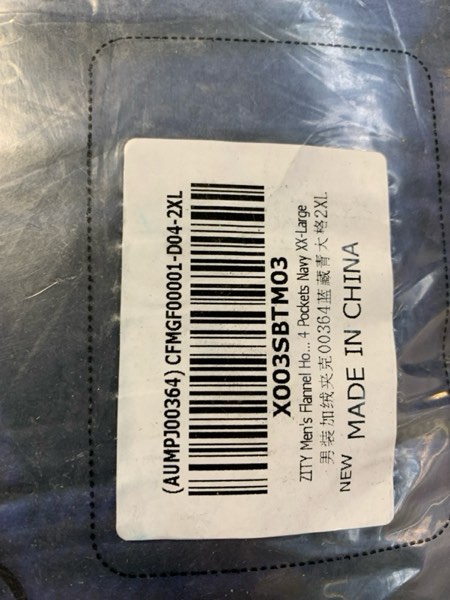 (AUMPJ00364) CFMGF00001-D04-2XL
X003SBTM03
ZITY Men's Flannel Ho... 4 Pockets Navy XX-Large
男装加绒夹克00364蓝藏青大格2XL
NEW MADE IN CHINA